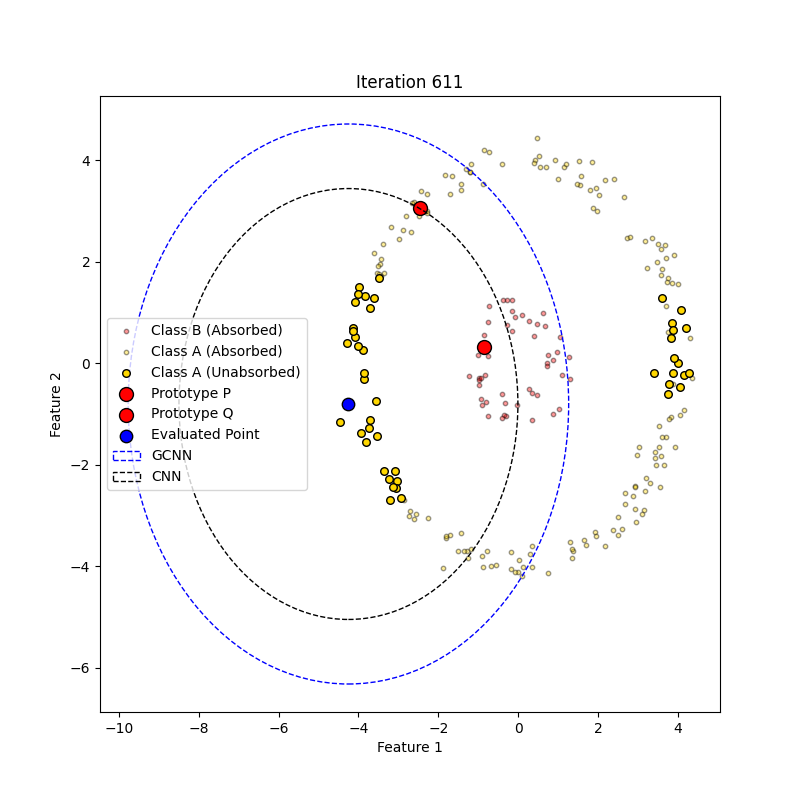 Iteration 611
4
2
0
−2
−4
−6
Feature 2
Class B (Absorbed)
Class A (Absorbed)
Class A (Unabsorbed)
Prototype P
Prototype Q
Evaluated Point
GCNN
CNN
−10
−8
−6
−4
−2
0
2
4
Feature 1